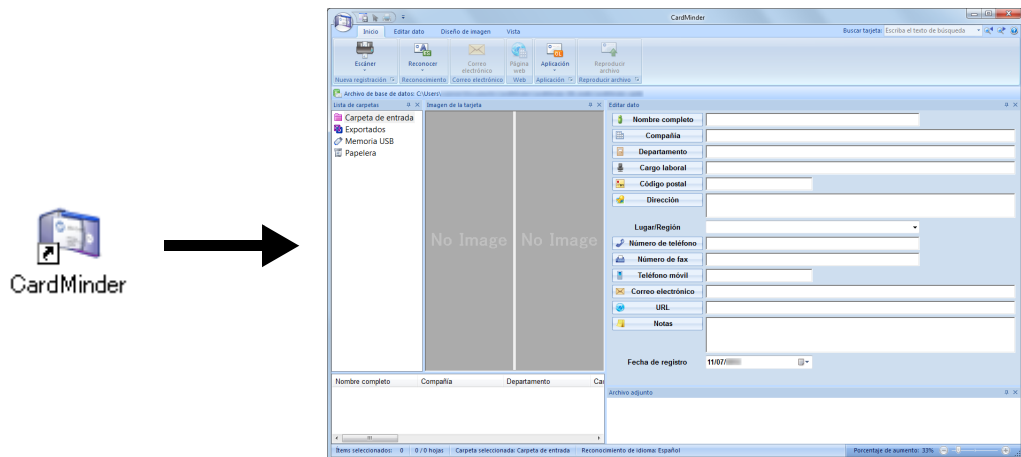 CardMinder
CardMinder
Inicio Editar dato Diseño de imagen Vista
Buscar tarjeta: Escriba el texto de búsqueda
Escáner Reconocer Correo electrónico Página web Aplicación Reproducir archivo
Nueva registración Reconocimiento Correo electrónico Web Aplicación Reproducir archivo
Archivo de base de datos: C:\Users\
Lista de carpetas Imagen de la tarjeta Editar dato
Carpeta de entrada
Exportados
Memoria USB
Papelera
No Image No Image
Nombre completo
Compañía
Departamento
Cargo laboral
Código postal
Dirección
Lugar/Región
Número de teléfono
Número de fax
Teléfono móvil
Correo electrónico
URL
Notas
Fecha de registro 11/07/
Nombre completo Compañía Departamento Ca
Archivo adjunto
Ítems seleccionados: 0 0 / 0 hojas Carpeta seleccionada: Carpeta de entrada Reconocimiento de idioma: Español Porcentaje de aumento: 33%